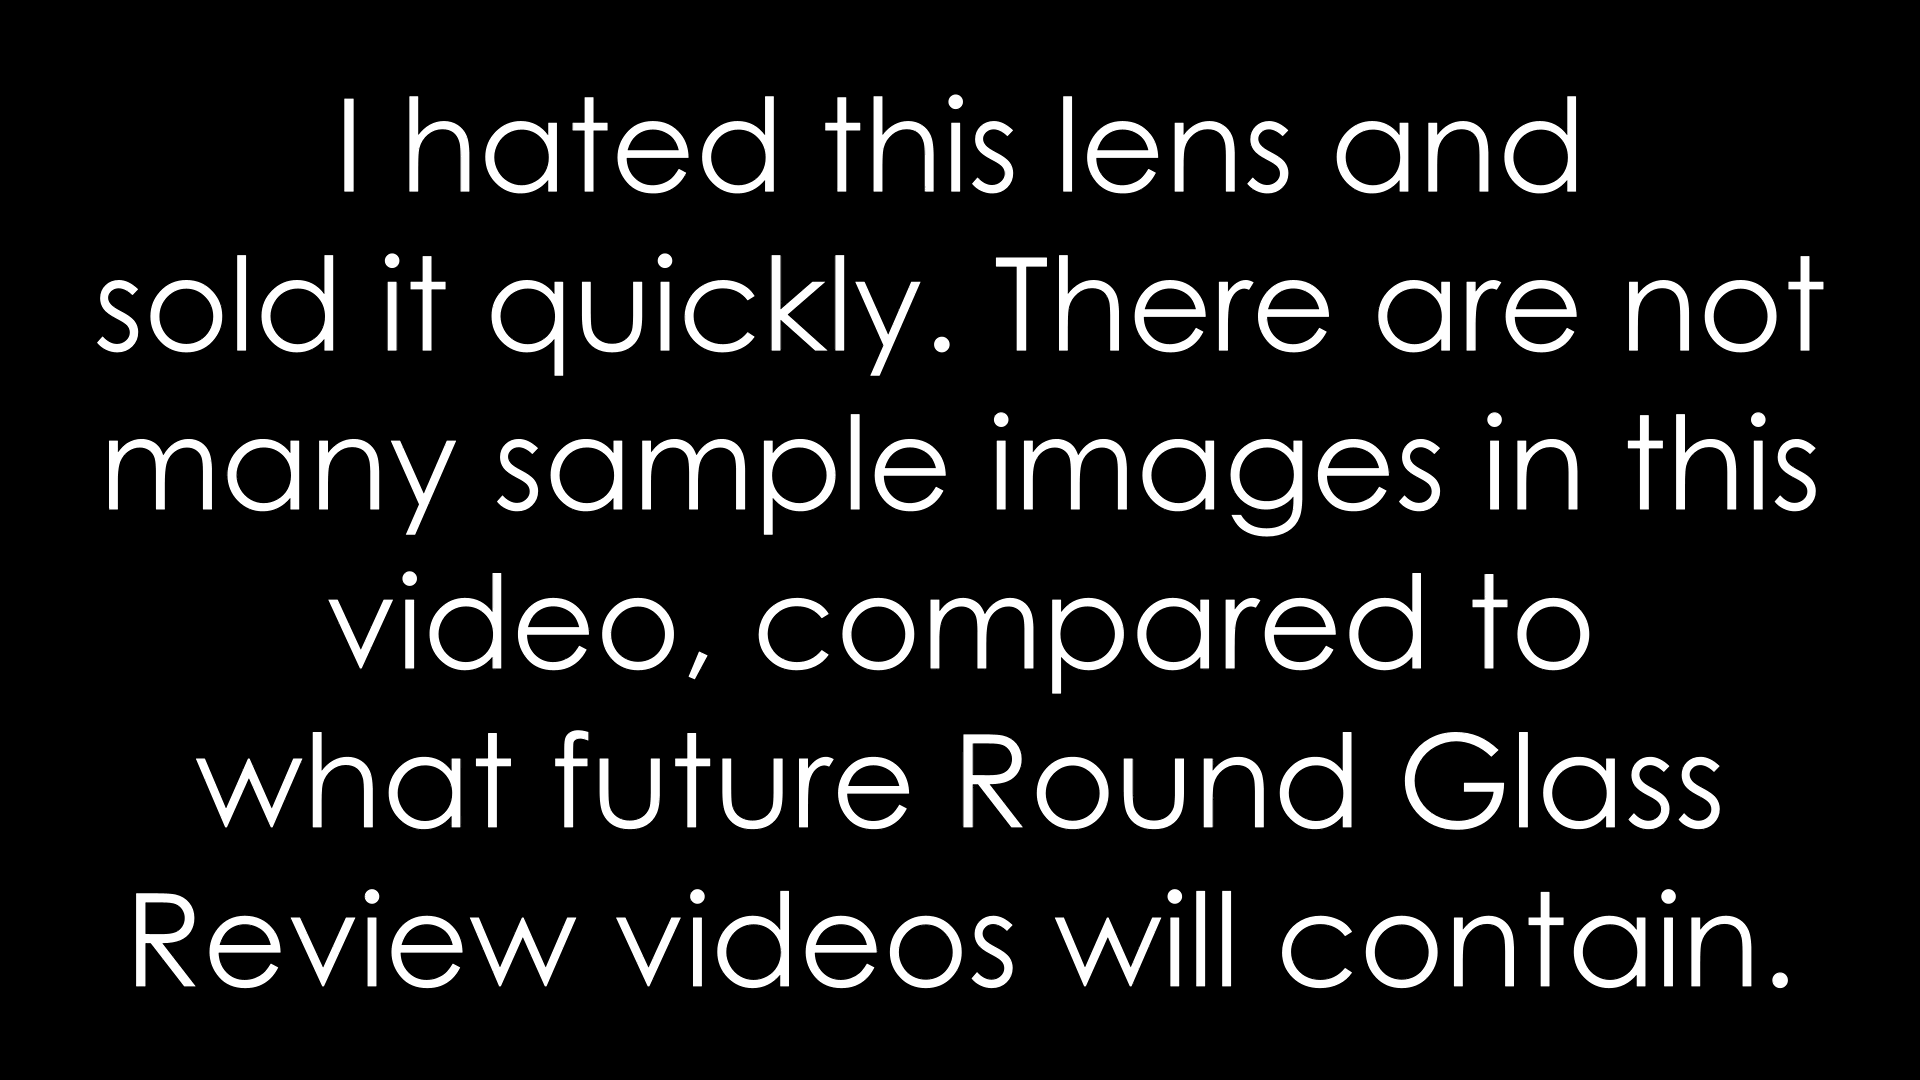 I hated this lens and
sold it quickly. There are not
many sample images in this
video, compared to
what future Round Glass
Review videos will contain.